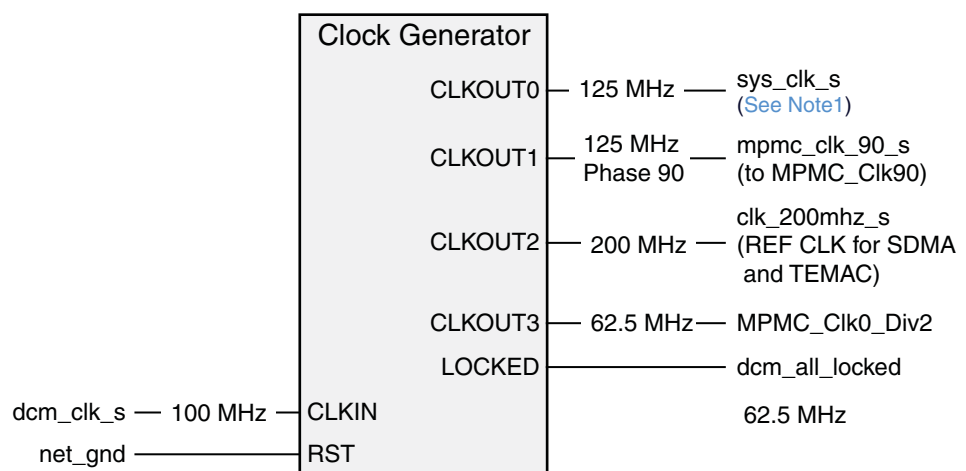 Clock Generator
CLKOUT0 125 MHz sys_clk_s
(See Note1)
CLKOUT1 125 MHz Phase 90 mpmc_clk_90_s
(to MPMC_Clk90)
CLKOUT2 200 MHz clk_200mhz_s
(REF CLK for SDMA
and TEMAC)
CLKOUT3 62.5 MHz MPMC_Clk0_Div2
LOCKED dcm_all_locked
dcm_clk_s 100 MHz CLKIN 62.5 MHz
net_gnd RST